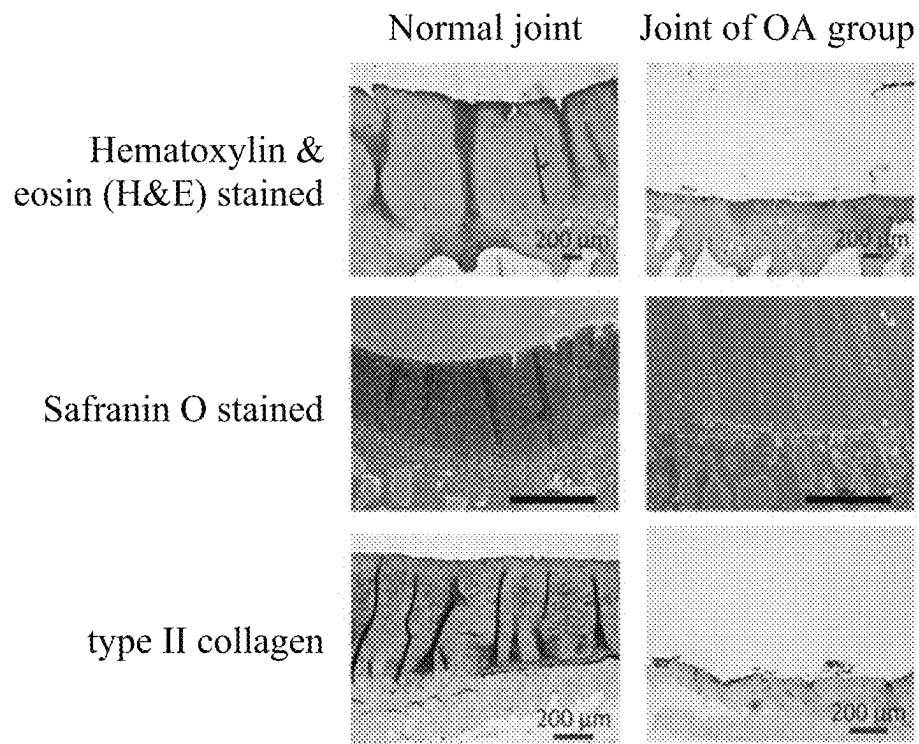 Normal joint
Joint of OA group
Hematoxylin &
eosin (H&E) stained
200 µm
200 µm
Safranin O stained
type II collagen
200 µm
200 µm